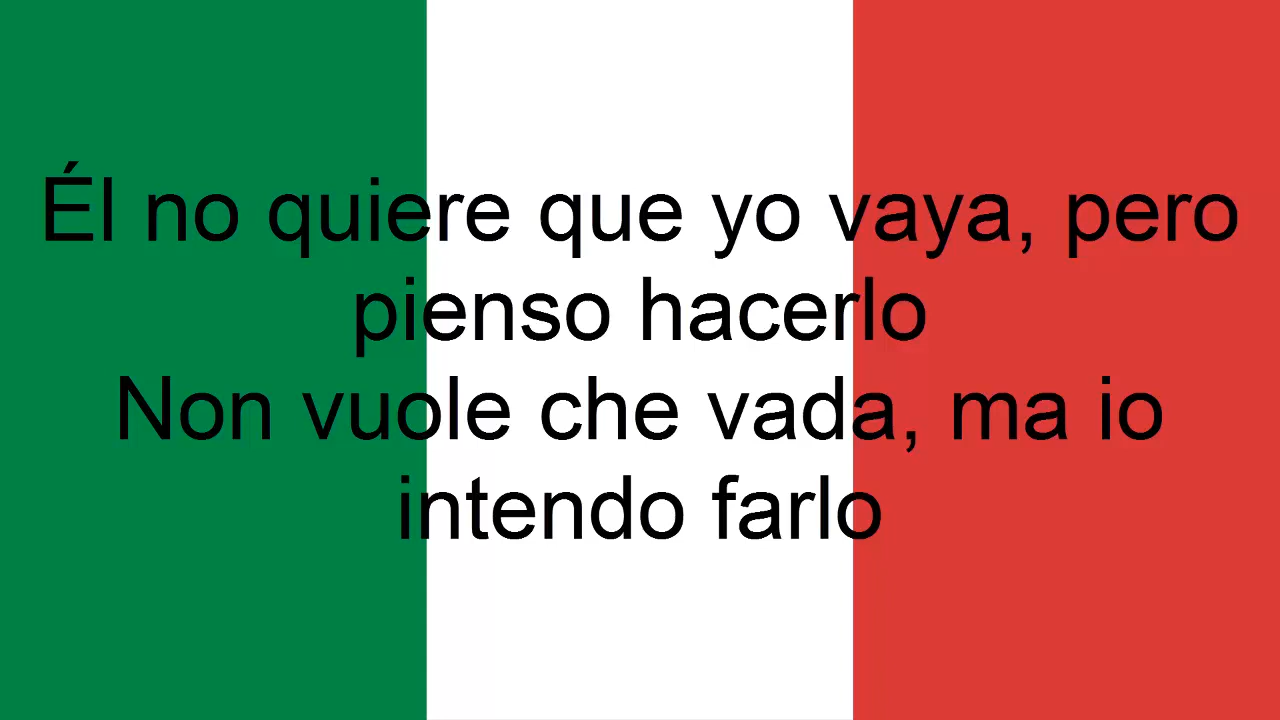 Él no quiere que yo vaya, pero
pienso hacerlo
Non vuole che vada, ma io
intendo farlo